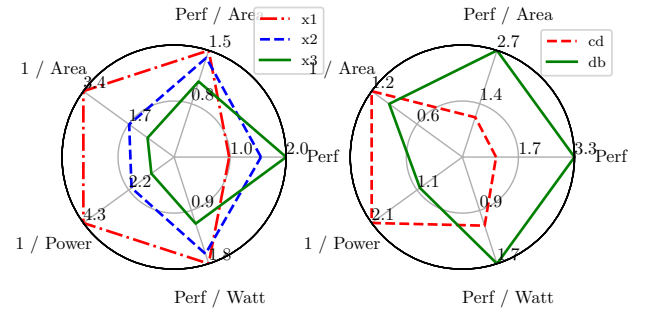 Perf / Area
x1
x2
x3
1.5
1 / Area
3.4
0.8
1.7
1.0
2.0
Perf
2.2
0.9
4.3
1 / Power
1.8
Perf / Watt
Perf / Area
cd
db
2.7
1 / Area
1.2
1.4
0.6
1.7
3.3
Perf
1.1
0.9
2.1
1 / Power
1.7
Perf / Watt